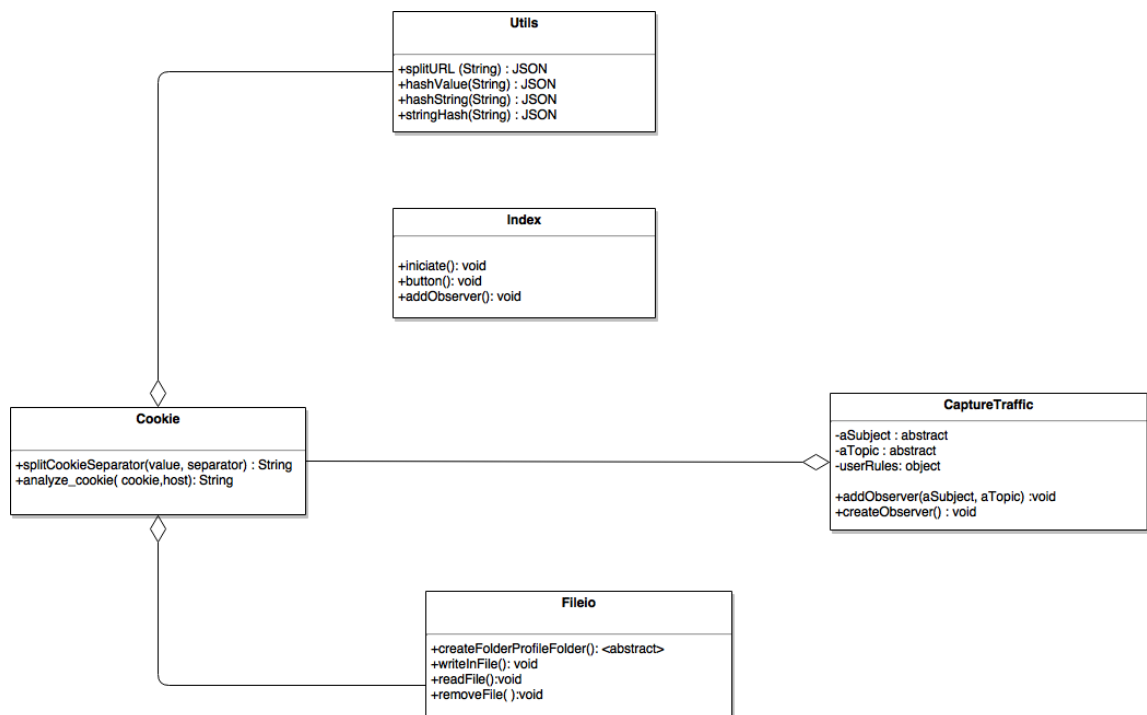 Utils
+splitURL (String) : JSON
+hashValue(String) : JSON
+hashString(String) : JSON
+stringHash(String) : JSON
Index
+iniciate(): void
+button(): void
+addObserver(): void
Cookie
+splitCookieSeparator(value, separator) : String
+analyze_cookie( cookie,host): String
CaptureTraffic
-aSubject : abstract
-aTopic : abstract
-userRules: object
+addObserver(aSubject, aTopic) :void
+createObserver() : void
Fileio
+createFolderProfileFolder(): <abstract>
+writeInFile(): void
+readFile():void
+removeFile( ):void